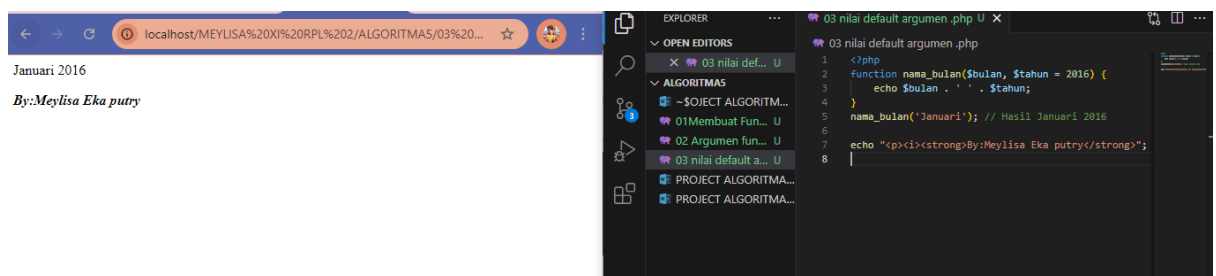 localhost/MEYLISA%20XI%20RPL%202/ALGORITMA5/03%20...
Januari 2016
By:Meylisa Eka putry
EXPLORER ...
OPEN EDITORS
03 nilai def... U
ALGORITMA5
~$OJECT ALGORITM...
01Membuat Fun... U
02 Argumen fun... U
03 nilai default a... U
PROJECT ALGORITMA...
PROJECT ALGORITMA...
3
03 nilai default argumen .php U
03 nilai default argumen .php
1 <?php
2 function nama_bulan($bulan, $tahun = 2016) {
3 echo $bulan . ' ' . $tahun;
4 }
5 nama_bulan('Januari'); // Hasil Januari 2016
6
7 echo "<p><i><strong>By:Meylisa Eka putry</strong>";
8